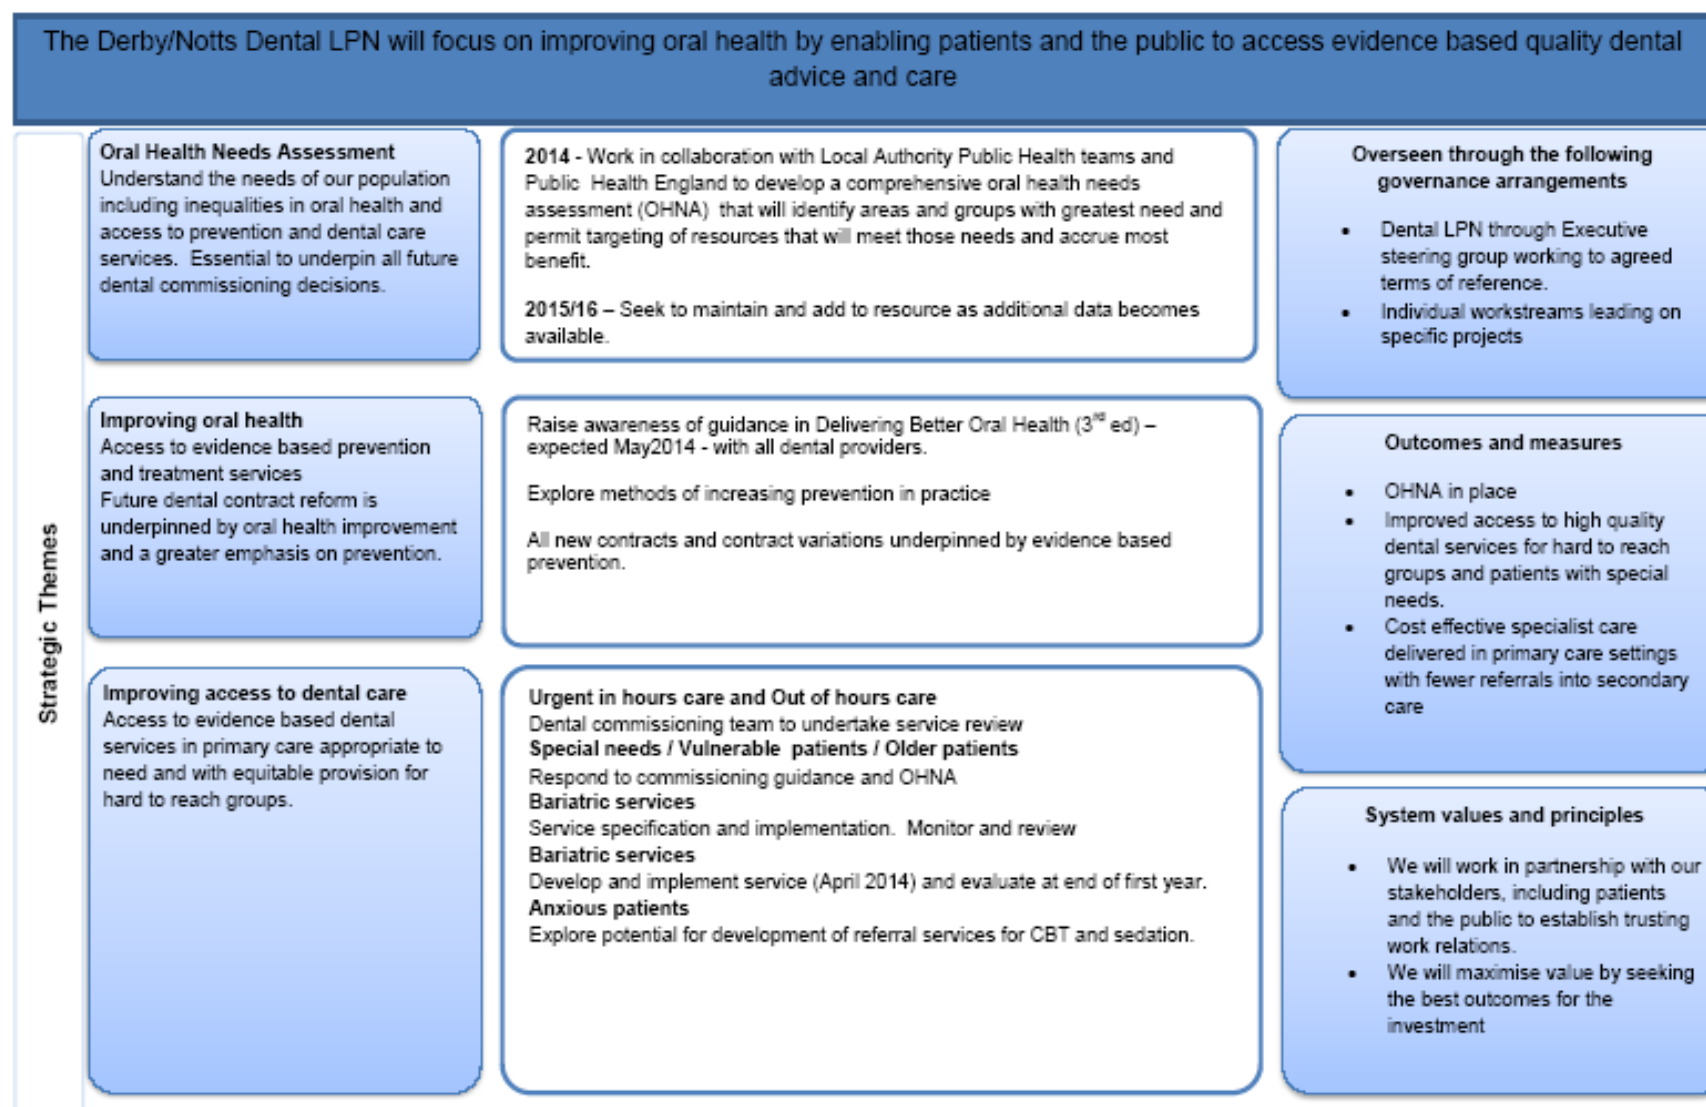 The Derby/Notts Dental LPN will focus on improving oral health by enabling patients and the public to access evidence based quality dental
advice and care
Strategic Themes
Oral Health Needs Assessment
Understand the needs of our population
including inequalities in oral health and
access to prevention and dental care
services.  Essential to underpin all future
dental commissioning decisions.
2014 - Work in collaboration with Local Authority Public Health teams and
Public  Health England to develop a comprehensive oral health needs
assessment (OHNA)  that will identify areas and groups with greatest need and
permit targeting of resources that will meet those needs and accrue most
benefit.
2015/16 – Seek to maintain and add to resource as additional data becomes
available.
Overseen through the following
governance arrangements
• Dental LPN through Executive
steering group working to agreed
terms of reference.
• Individual workstreams leading on
specific projects
Improving oral health
Access to evidence based prevention
and treatment services
Future dental contract reform is
underpinned by oral health improvement
and a greater emphasis on prevention.
Raise awareness of guidance in Delivering Better Oral Health (3rd ed) –
expected May2014 - with all dental providers.
Explore methods of increasing prevention in practice
All new contracts and contract variations underpinned by evidence based
prevention.
Outcomes and measures
• OHNA in place
• Improved access to high quality
dental services for hard to reach
groups and patients with special
needs.
• Cost effective specialist care
delivered in primary care settings
with fewer referrals into secondary
care
Improving access to dental care
Access to evidence based dental
services in primary care appropriate to
need and with equitable provision for
hard to reach groups.
Urgent in hours care and Out of hours care
Dental commissioning team to undertake service review
Special needs / Vulnerable  patients / Older patients
Respond to commissioning guidance and OHNA
Bariatric services
Service specification and implementation.  Monitor and review
Bariatric services
Develop and implement service (April 2014) and evaluate at end of first year.
Anxious patients
Explore potential for development of referral services for CBT and sedation.
System values and principles
• We will work in partnership with our
stakeholders, including patients
and the public to establish trusting
work relations.
• We will maximise value by seeking
the best outcomes for the
investment